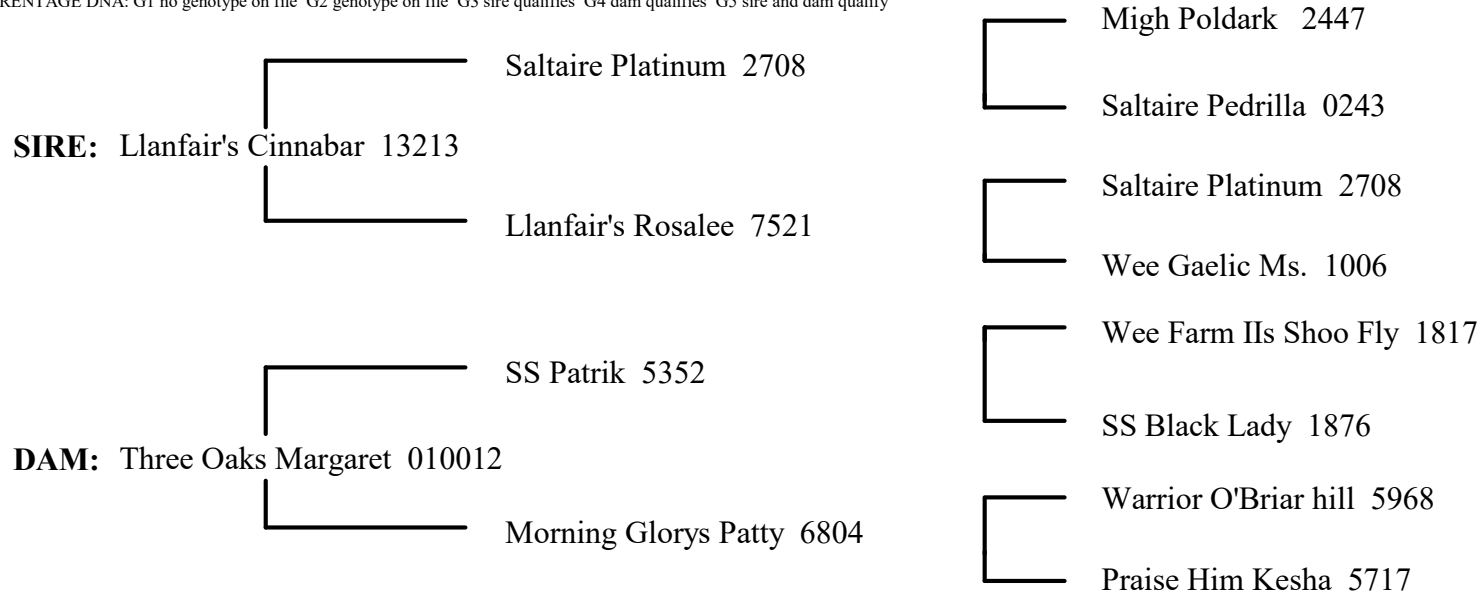 PARENTAGE DNA: G1 no genotype on file G2 genotype on file G3 sire qualifies G4 dam qualifies G5 sire and dam qualify
Migh Poldark 2447
Saltaire Platinum 2708
Saltaire Pedrilla 0243
SIRE: Llanfair's Cinnabar 13213
Saltaire Platinum 2708
Llanfair's Rosalee 7521
Wee Gaelic Ms. 1006
Wee Farm IIs Shoo Fly 1817
SS Patrik 5352
SS Black Lady 1876
DAM: Three Oaks Margaret 010012
Warrior O'Briar hill 5968
Morning Glorys Patty 6804
Praise Him Kesha 5717